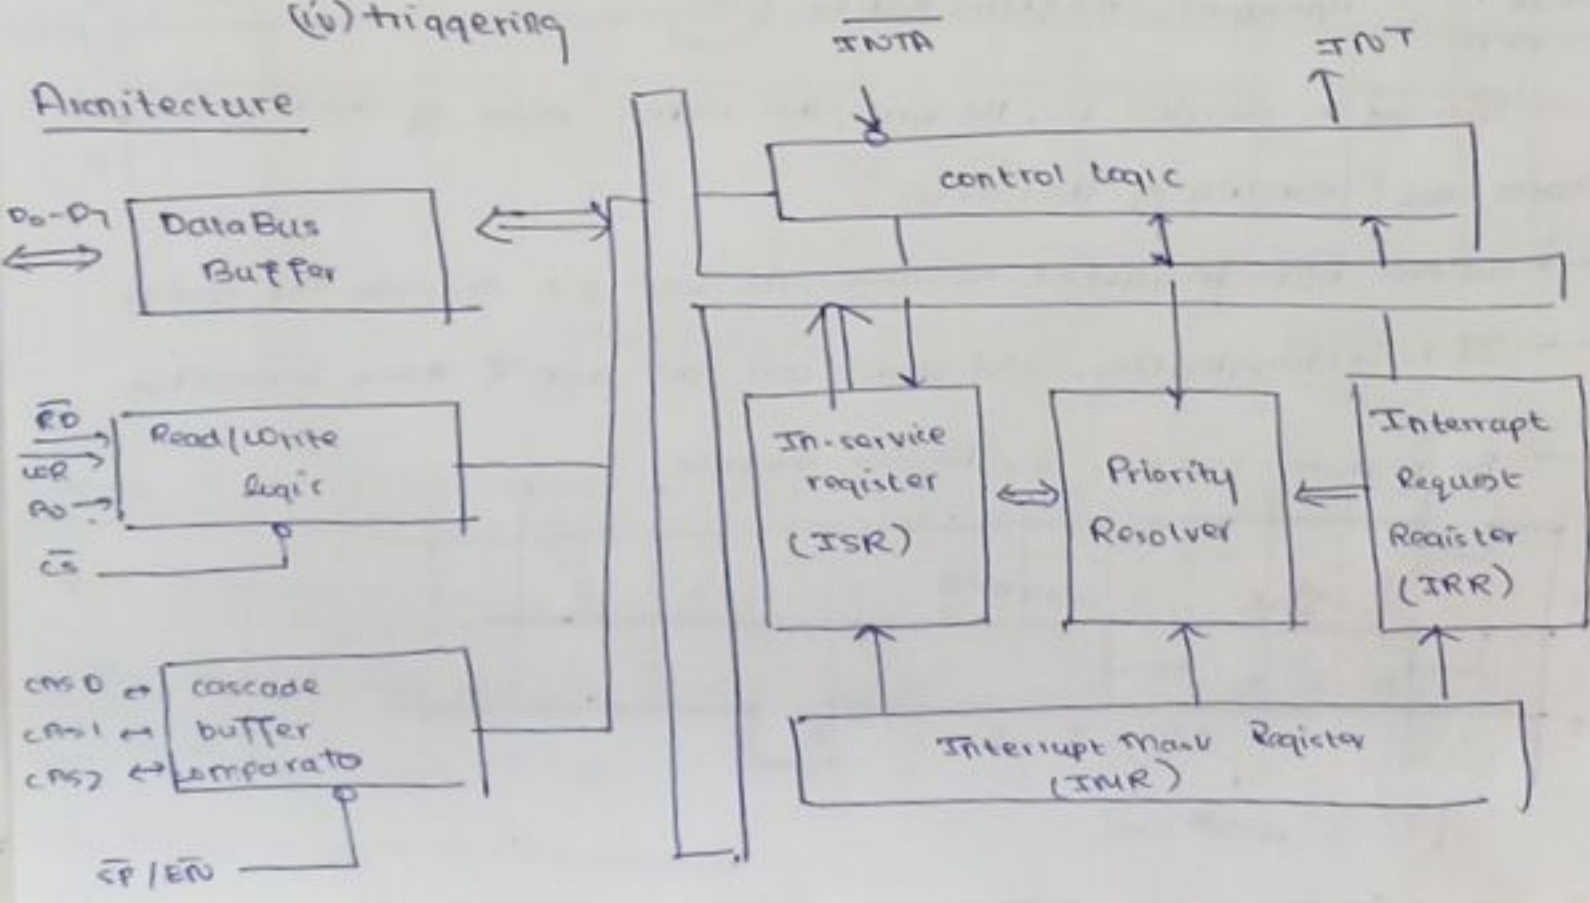 (iv) triggering
INTA
INT
Architecture
control logic
D0-D7
Data Bus
Buffer
RD
WR
A0
Read/Write
logic
CS
In-service
register
(ISR)
Priority
Resolver
Interrupt
Request
Register
(IRR)
CAS0
CAS1
CAS2
cascade
buffer
comparato
Interrupt Mask Register
(IMR)
SP/EN